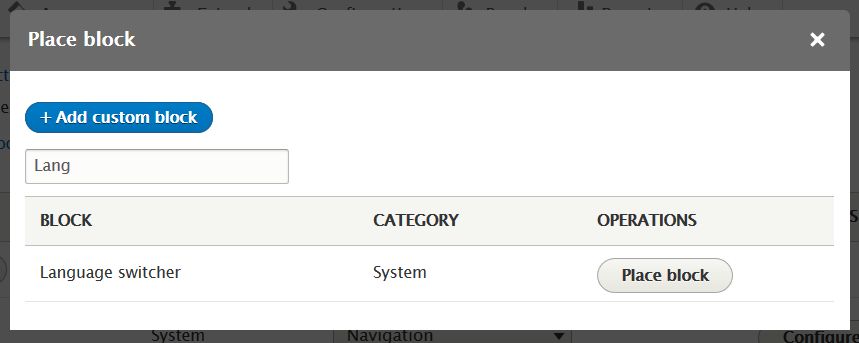 Place block
×
+ Add custom block
Lang
BLOCK CATEGORY OPERATIONS
Language switcher System Place block
System Navigation Configure